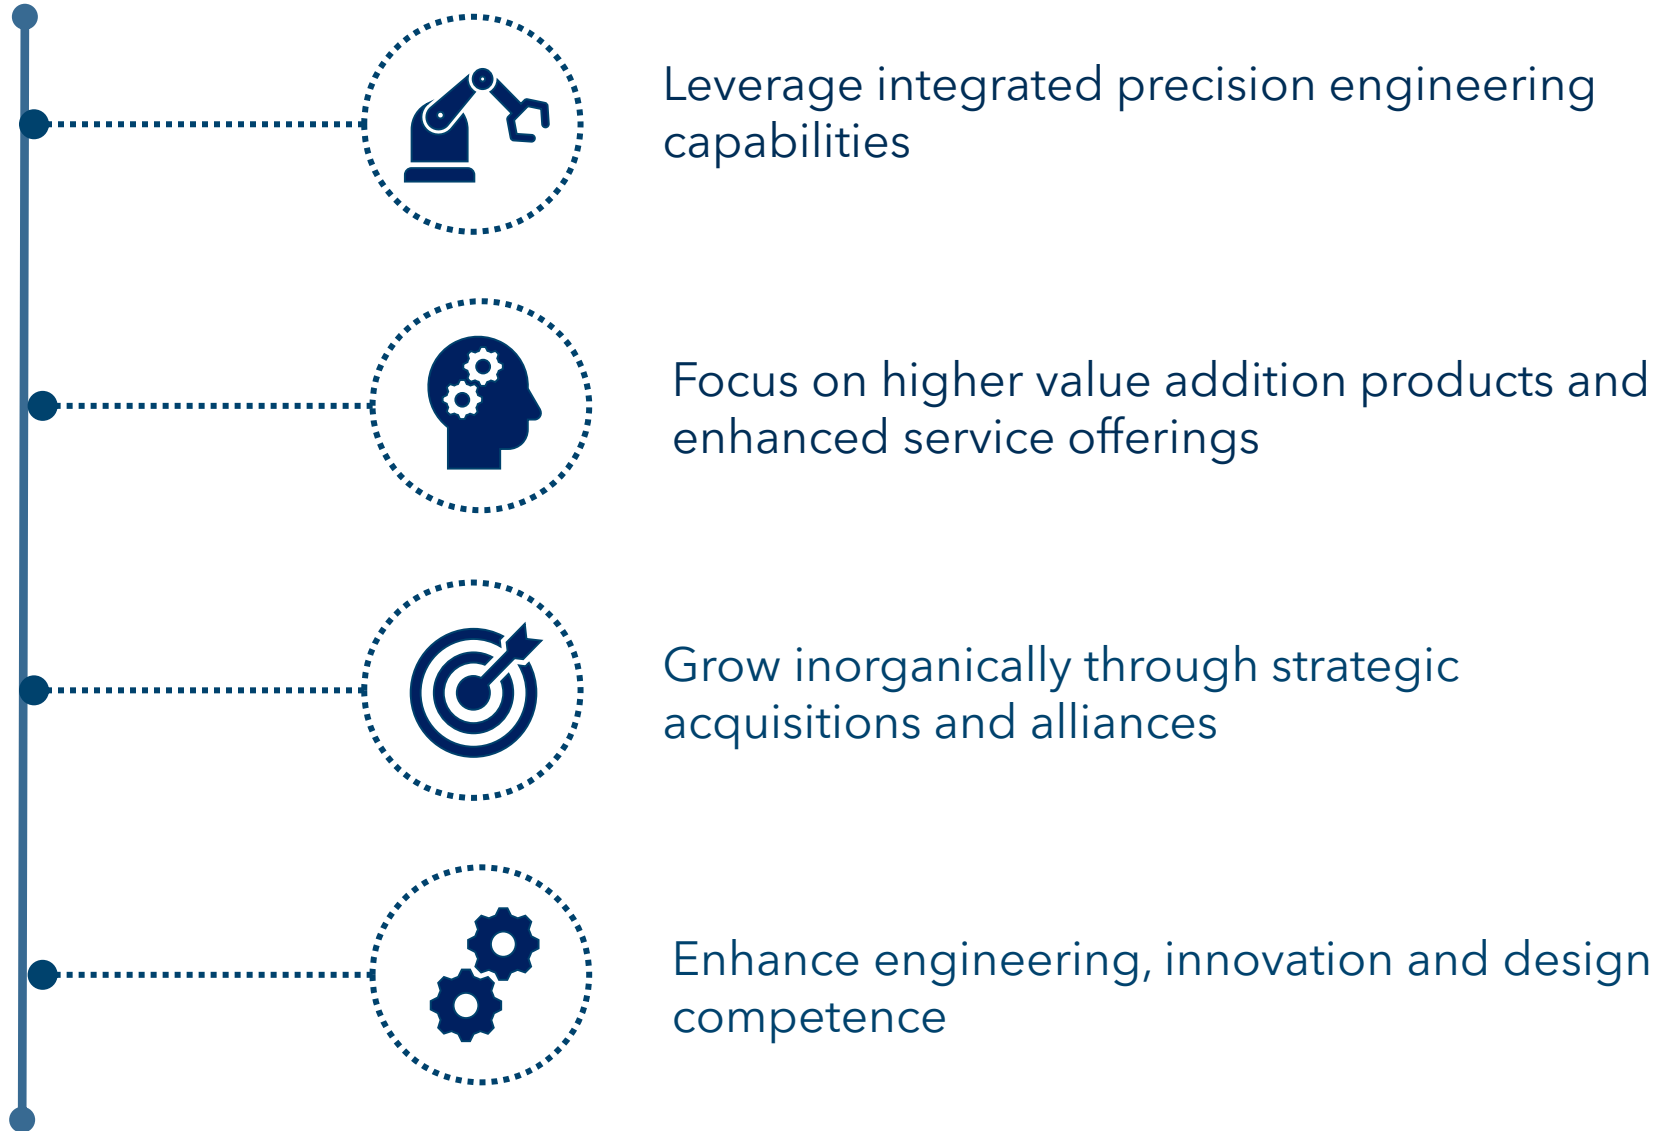 Leverage integrated precision engineering
capabilities
Focus on higher value addition products and
enhanced service offerings
Grow inorganically through strategic
acquisitions and alliances
Enhance engineering, innovation and design
competence